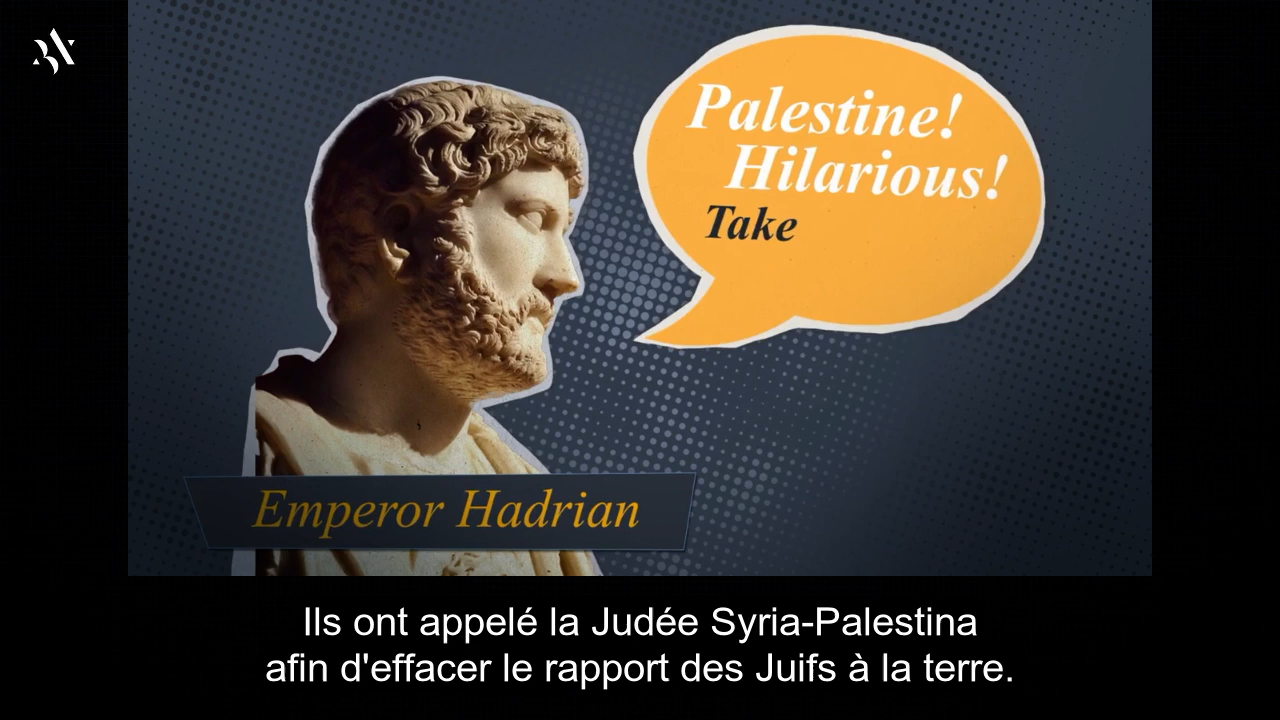 Palestine!
Hilarious!
Take
Emperor Hadrian
Ils ont appelé la Judée Syria-Palestina
afin d'effacer le rapport des Juifs à la terre.